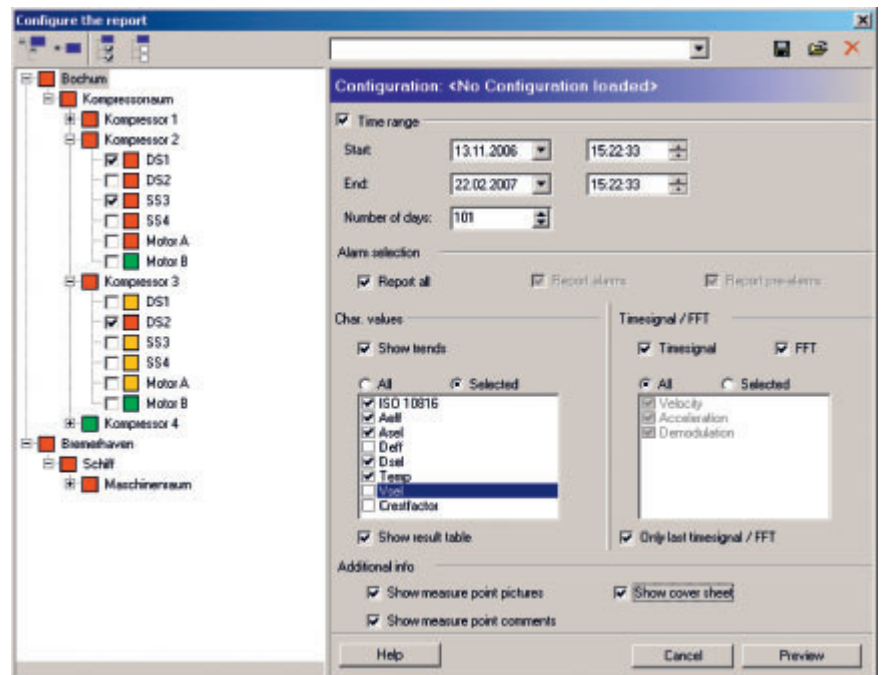 Configure the report
Bochum
Kompressorraum
Kompressor 1
Kompressor 2
DS1
DS2
SS3
SS4
Motor A
Motor B
Kompressor 3
DS1
DS2
SS3
SS4
Motor A
Motor B
Kompressor 4
Bremerhaven
Schiff
Maschinenraum
Configuration: <No Configuration loaded>
Time range
Start: 13.11.2006 15:22:33
End: 22.02.2007 15:22:33
Number of days: 101
Alarm selection
Report all Report alarms Report pre-alarms
Char. values
Show trends
All Selected
ISO 10816
Aeff
Asel
Deff
Dsel
Temp
Vsel
Crestfactor
Show result table
Timesignal / FFT
Timesignal FFT
All Selected
Velocity
Acceleration
Demodulation
Only last timesignal / FFT
Additional info
Show measure point pictures Show cover sheet
Show measure point comments
Help Cancel Preview